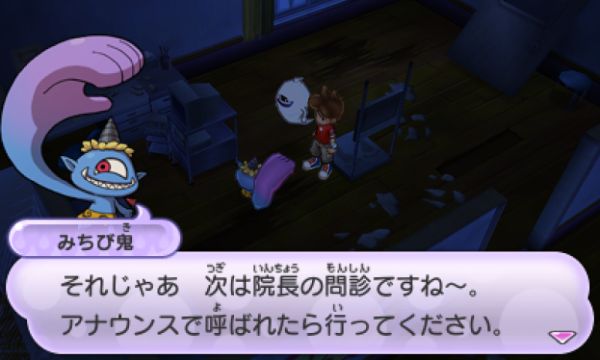 みちび鬼
それじゃあ　次は院長の問診ですね～。
アナウンスで呼ばれたら行ってください。